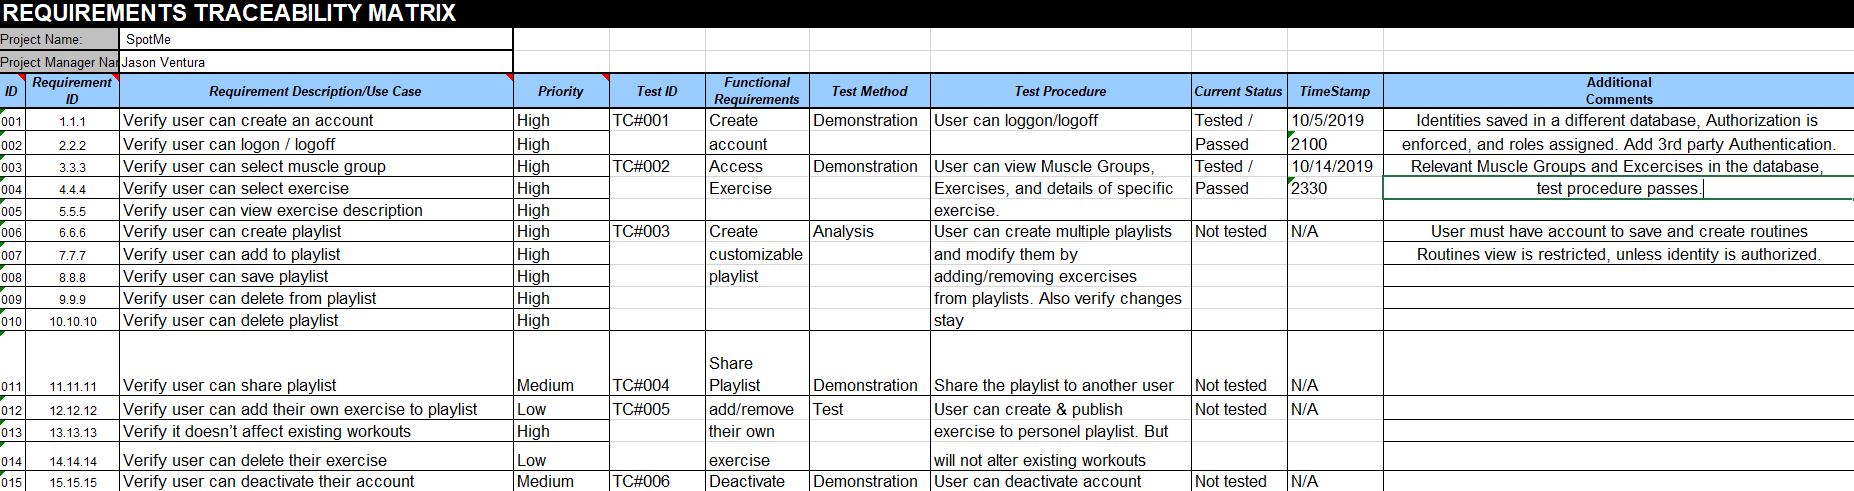 REQUIREMENTS TRACEABILITY MATRIX
Project Name: SpotMe
Project Manager Nar Jason Ventura
ID Requirement ID Requirement Description/Use Case Priority Test ID Functional Requirements Test Method Test Procedure Current Status TimeStamp Additional Comments
001 1.1.1 Verify user can create an account High TC#001 Create Demonstration User can loggon/logoff Tested / 10/5/2019 Identities saved in a different database, Authorization is
002 2.2.2 Verify user can logon / logoff High account Passed 2100 enforced, and roles assigned. Add 3rd party Authentication.
003 3.3.3 Verify user can select muscle group High TC#002 Access Demonstration User can view Muscle Groups, Tested / 10/14/2019 Relevant Muscle Groups and Excercises in the database,
004 4.4.4 Verify user can select exercise High Exercise Exercises, and details of specific Passed 2330 test procedure passes.
005 5.5.5 Verify user can view exercise description High exercise.
006 6.6.6 Verify user can create playlist High TC#003 Create Analysis User can create multiple playlists Not tested N/A User must have account to save and create routines
007 7.7.7 Verify user can add to playlist High customizable and modify them by Routines view is restricted, unless identity is authorized.
008 8.8.8 Verify user can save playlist High playlist adding/removing excercises
009 9.9.9 Verify user can delete from playlist High from playlists. Also verify changes
010 10.10.10 Verify user can delete playlist High stay
Share
011 11.11.11 Verify user can share playlist Medium TC#004 Playlist Demonstration Share the playlist to another user Not tested N/A
012 12.12.12 Verify user can add their own exercise to playlist Low TC#005 add/remove Test User can create & publish Not tested N/A
013 13.13.13 Verify it doesn't affect existing workouts High their own exercise to personel playlist. But
014 14.14.14 Verify user can delete their exercise Low exercise will not alter existing workouts
015 15.15.15 Verify user can deactivate their account Medium TC#006 Deactivate Demonstration User can deactivate account Not tested N/A